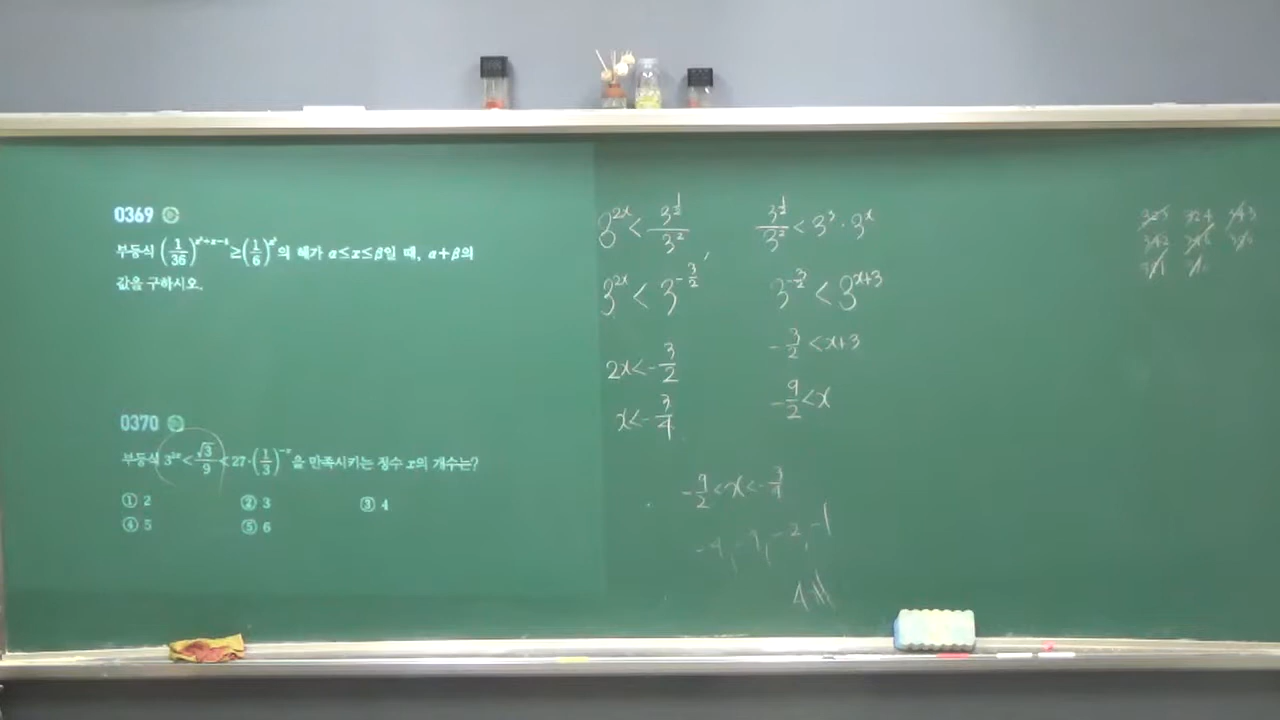 0369
부등식 (1/36)^(x²+x-4) ≥ (1/6)^(x²)의 해가 α≤x≤β일 때, α+β의
값을 구하시오.
0370
부등식 3^(2x) < √3/9 < 27·(1/3)^(-x)을 만족시키는 정수 x의 개수는?
① 2 ② 3 ③ 4
④ 5 ⑤ 6
3^(2x) < 3^(1/2)/3^2,
3^(2x) < 3^(-3/2)
2x < -3/2
x < -3/4
3^(1/2)/3^2 < 3^3 · 3^x
3^(-3/2) < 3^(x+3)
-3/2 < x+3
-9/2 < x
-9/2 < x < -3/4
-4, -3, -2, -1
4개
324